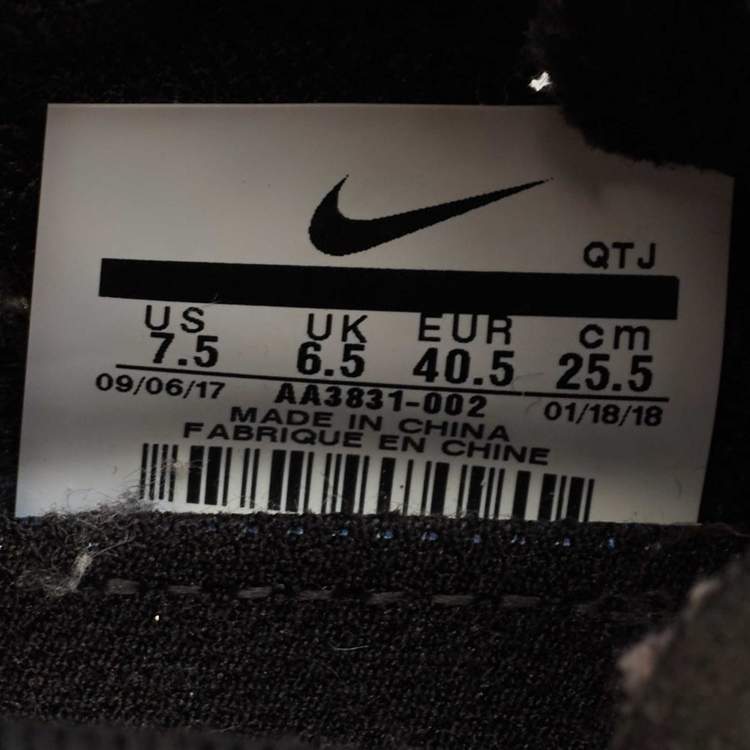 QTJ
US UK EUR cm
7.5 6.5 40.5 25.5
09/06/17 AA3831-002 01/18/18
MADE IN CHINA
FABRIQUE EN CHINE